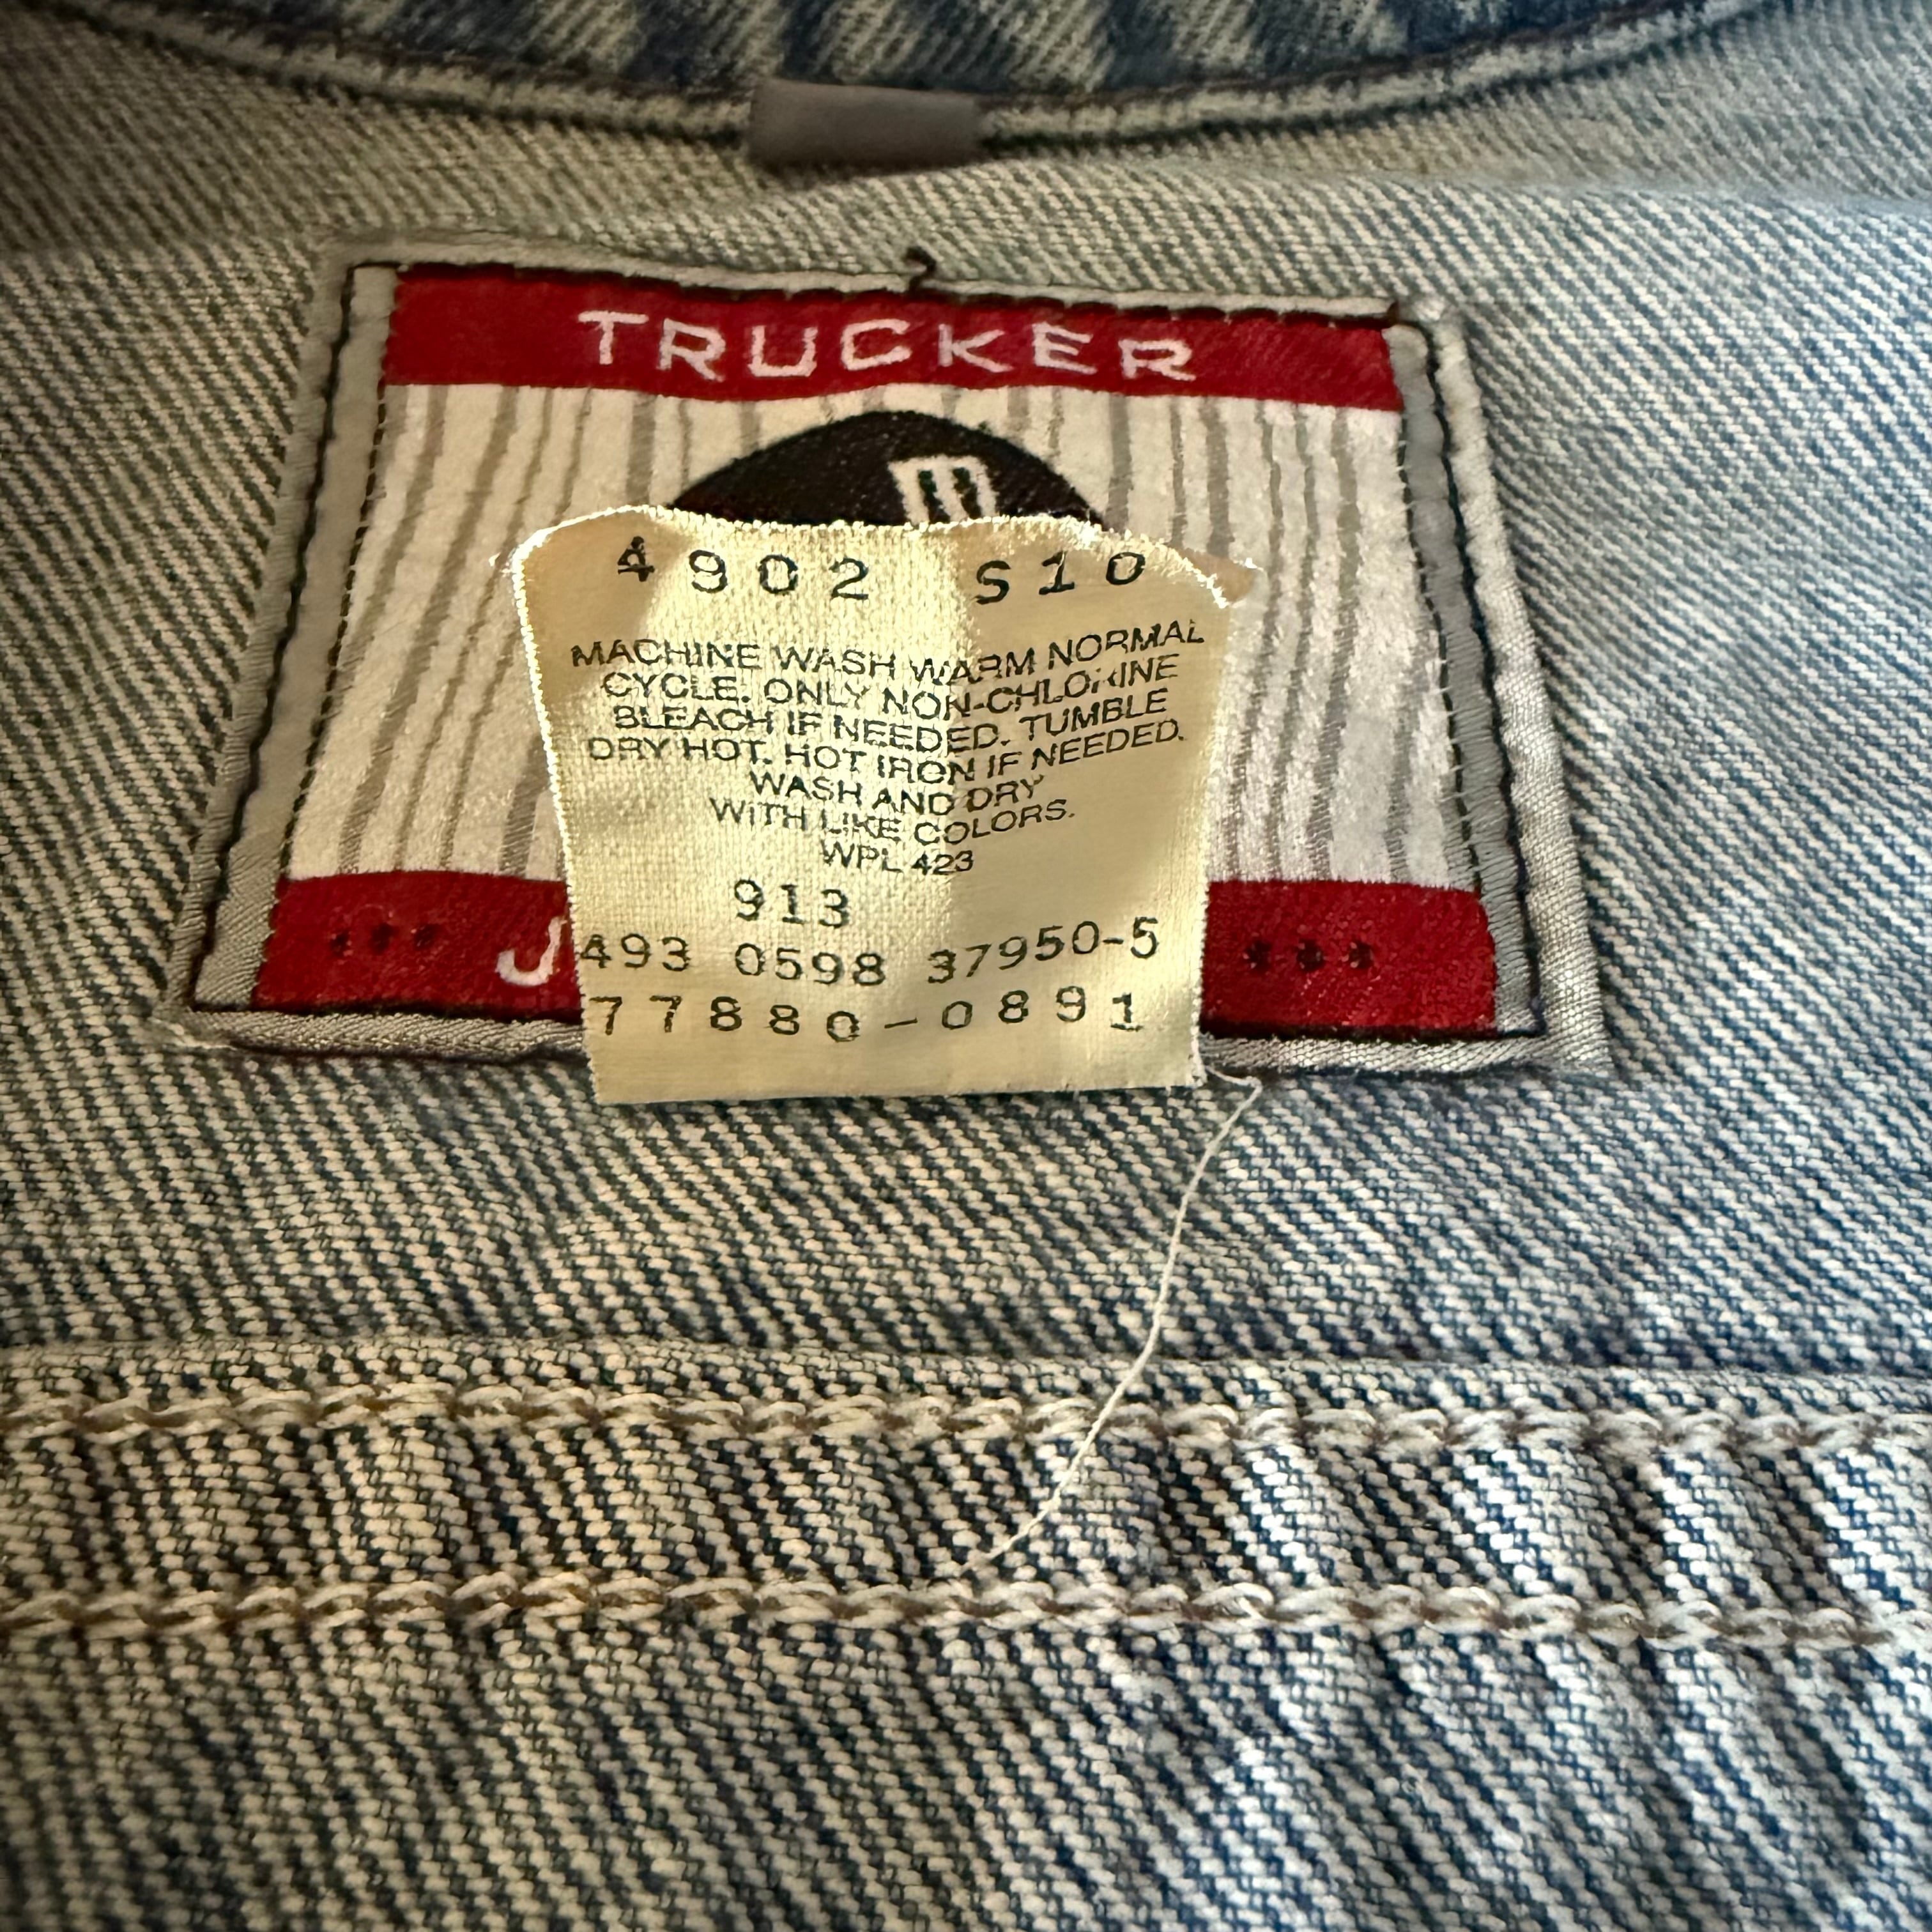 TRUCKER
4902 S10
MACHINE WASH WARM NORMAL
CYCLE. ONLY NON-CHLORINE
BLEACH IF NEEDED. TUMBLE
DRY HOT. HOT IRON IF NEEDED.
WASH AND DRY
WITH LIKE COLORS.
WPL 423
913
J
493 0598 37950-5
77880-0891